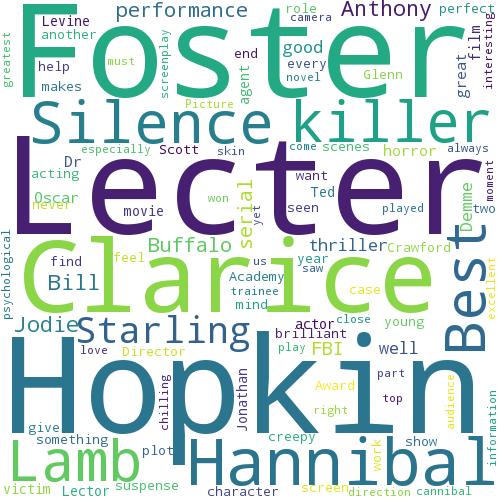 performance
Anthony
role
perfect
Levine
camera
another
greatest
Foster
screenplay
good
film
interesting
help
must
end
every
makes
agent
novel
Glenn
great
Picture
Silence
killer
especially
Scott
skin
come
scenes
horror
always
Dr
acting
want
Ted
moment
Oscar
never
movie
won
serial
yet
seen
played
Demme
two
Lecter
psychological
Buffalo
thriller
Crawford
find
feel
us
year
saw
Best
excellent
Clarice
Bill
Academy
mind
trainee
case
Jodie
Starling
actor
close
young
brilliant
love
Director
play
FBI
well
chilling
Jonathan
Award
part
top
audience
right
Hopkin
give
something
plot
creepy
work
show
information
Lamb
Hannibal
victim
Lector
suspense
character
screen
direction
cannibal